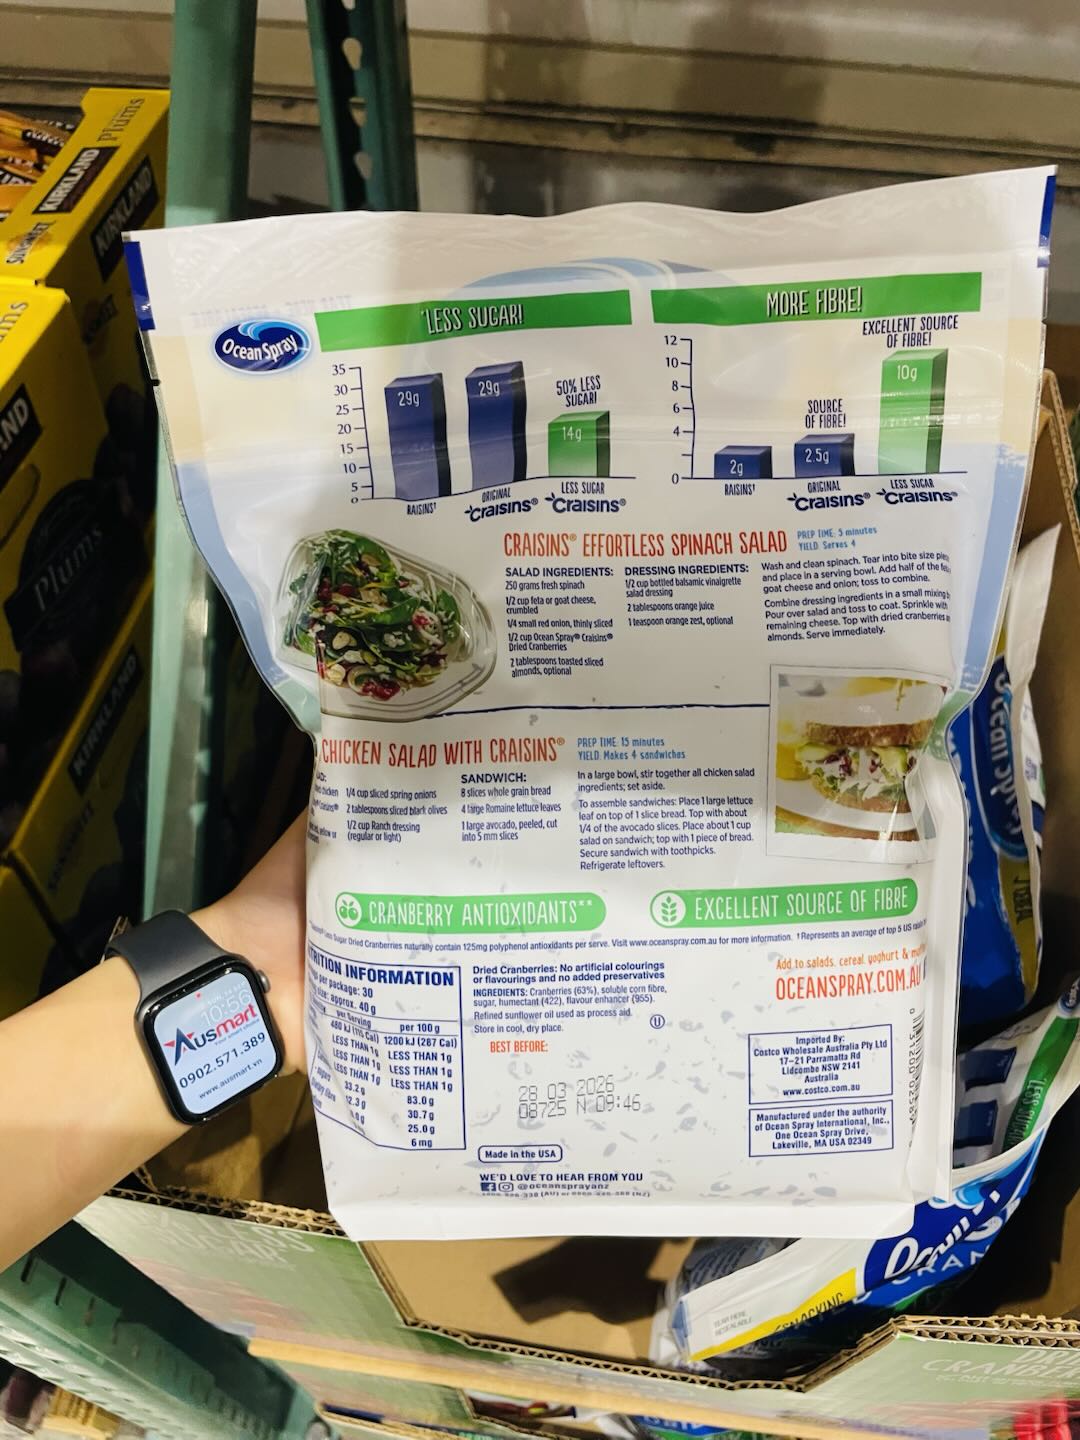 Plums
KIRKLAND
KIRKLAND
SUNSWEET
Plums
KIRKLAND
Ocean Spray
*LESS SUGAR!
35
30
25
20
15
10
5
0
29g
29g
50% LESS
SUGAR!
14g
RAISINS†
ORIGINAL
Craisins®
LESS SUGAR
Craisins®
MORE FIBRE!
12
10
8
6
4
2
0
EXCELLENT SOURCE
OF FIBRE!
10g
SOURCE
OF FIBRE!
2g
2.5g
RAISINS†
ORIGINAL
Craisins®
LESS SUGAR
Craisins®
CRAISINS® EFFORTLESS SPINACH SALAD
PREP TIME: 5 minutes
YIELD: Serves 4
SALAD INGREDIENTS:
250 grams fresh spinach
1/2 cup feta or goat cheese,
crumbled
1/4 small red onion, thinly sliced
1/2 cup Ocean Spray® Craisins®
Dried Cranberries
2 tablespoons toasted sliced
almonds, optional
DRESSING INGREDIENTS:
1/2 cup bottled balsamic vinaigrette
salad dressing
2 tablespoons orange juice
1 teaspoon orange zest, optional
Wash and clean spinach. Tear into bite size
and place in a serving bowl. Add half of the
goat cheese and onion; toss to combine.
Combine dressing ingredients in a small mixing
Pour over salad and toss to coat. Sprinkle with
remaining cheese. Top with dried cranberries
almonds. Serve immediately.
CHICKEN SALAD WITH CRAISINS®
PREP TIME: 15 minutes
YIELD: Makes 4 sandwiches
chicken
1/4 cup sliced spring onions
2 tablespoons sliced black olives
1/2 cup Ranch dressing
(regular or light)
SANDWICH:
8 slices whole grain bread
4 large Romaine lettuce leaves
1 large avocado, peeled, cut
into 5 mm slices
In a large bowl, stir together all chicken salad
ingredients; set aside.
To assemble sandwiches: Place 1 large lettuce
leaf on top of 1 slice bread. Top with about
1/4 of the avocado slices. Place about 1 cup
salad on sandwich; top with 1 piece of bread.
Secure sandwich with toothpicks.
Refrigerate leftovers.
CRANBERRY ANTIOXIDANTS**
EXCELLENT SOURCE OF FIBRE
Less Sugar Dried Cranberries naturally contain 125mg polyphenol antioxidants per serve. Visit www.oceanspray.com.au for more information. †Represents an average of top 5 US
TRITION INFORMATION
per package: 30
size: approx. 40 g
per Serving per 100 g
480 kJ (115 Cal) 1200 kJ (287 Cal)
LESS THAN 1g LESS THAN 1g
LESS THAN 1g LESS THAN 1g
LESS THAN 1g LESS THAN 1g
33.2 g 83.0 g
12.3 g 30.7 g
25.0 g
6 mg
Dried Cranberries: No artificial colourings
or flavourings and no added preservatives
INGREDIENTS: Cranberries (63%), soluble corn fibre,
sugar, humectant (422), flavour enhancer (955).
Refined sunflower oil used as process aid.
Store in cool, dry place.
U
BEST BEFORE:
28 03 2026
08725 N 09:46
Made in the USA
WE'D LOVE TO HEAR FROM YOU
@oceansprayanz
Add to salads, cereal, yoghurt &
OCEANSPRAY.COM.AU
Imported By:
Costco Wholesale Australia Pty Ltd
17-21 Parramatta Rd
Lidcombe NSW 2141
Australia
www.costco.com.au
Manufactured under the authority
of Ocean Spray International, Inc.,
One Ocean Spray Drive,
Lakeville, MA USA 02349
10:56
Ausmart
0902.571.389
www.ausmart.vn
Ocean Spray
LESS SUGAR
SNACKING
TEAR HERE
RESEALABLE